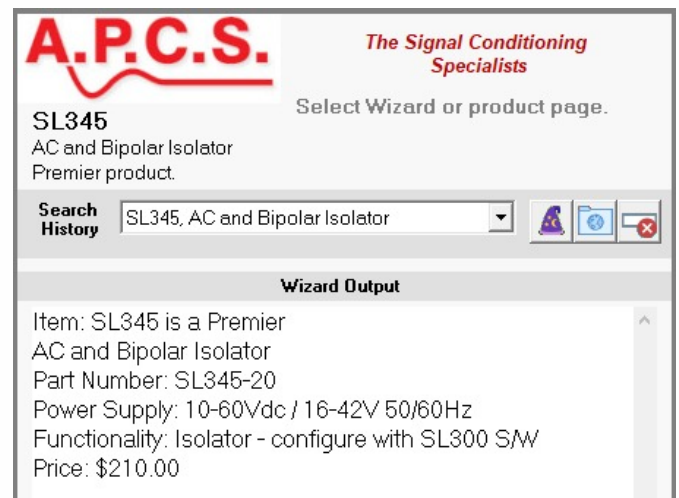 A.P.C.S.
The Signal Conditioning
Specialists
Select Wizard or product page.
SL345
AC and Bipolar Isolator
Premier product.
Search
History
SL345, AC and Bipolar Isolator
Wizard Output
Item: SL345 is a Premier
AC and Bipolar Isolator
Part Number: SL345-20
Power Supply: 10-60Vdc / 16-42V 50/60Hz
Functionality: Isolator - configure with SL300 S/W
Price: $210.00